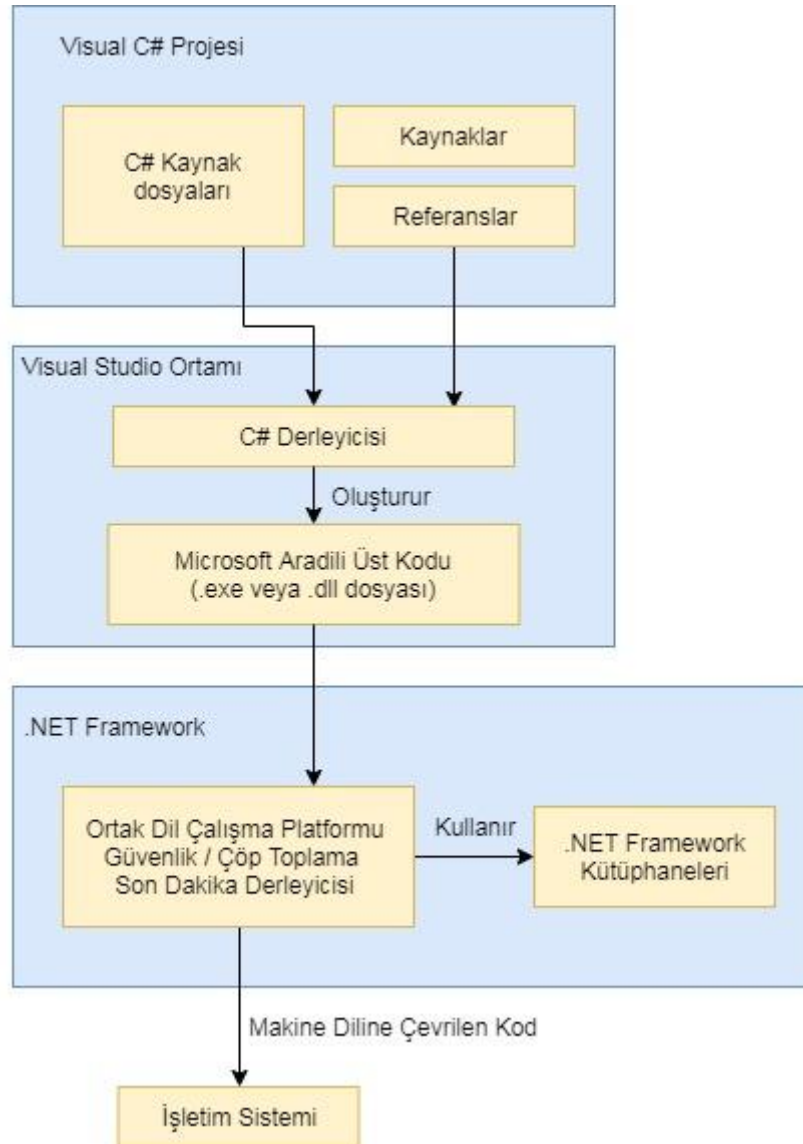 Visual C# Projesi
C# Kaynak
dosyaları
Kaynaklar
Referanslar
Visual Studio Ortamı
C# Derleyicisi
Oluşturur
Microsoft Aradili Üst Kodu
(.exe veya .dll dosyası)
.NET Framework
Ortak Dil Çalışma Platformu
Güvenlik / Çöp Toplama
Son Dakika Derleyicisi
Kullanır
.NET Framework
Kütüphaneleri
Makine Diline Çevrilen Kod
İşletim Sistemi